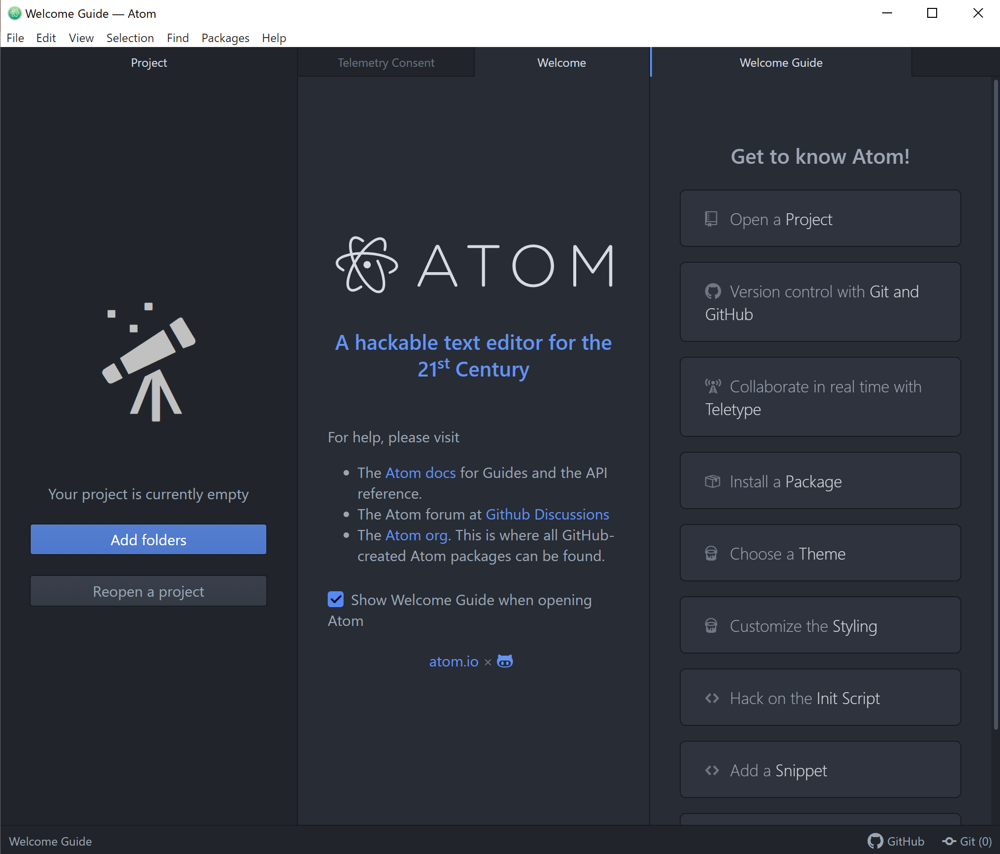 Welcome Guide — Atom
File Edit View Selection Find Packages Help
Project
Telemetry Consent
Welcome
Welcome Guide
Your project is currently empty
Add folders
Reopen a project
ATOM
A hackable text editor for the
21st Century
For help, please visit
The Atom docs for Guides and the API
reference.
The Atom forum at Github Discussions
The Atom org. This is where all GitHub-
created Atom packages can be found.
Show Welcome Guide when opening
Atom
atom.io ×
Get to know Atom!
Open a Project
Version control with Git and
GitHub
Collaborate in real time with
Teletype
Install a Package
Choose a Theme
Customize the Styling
Hack on the Init Script
Add a Snippet
Welcome Guide
GitHub
Git (0)